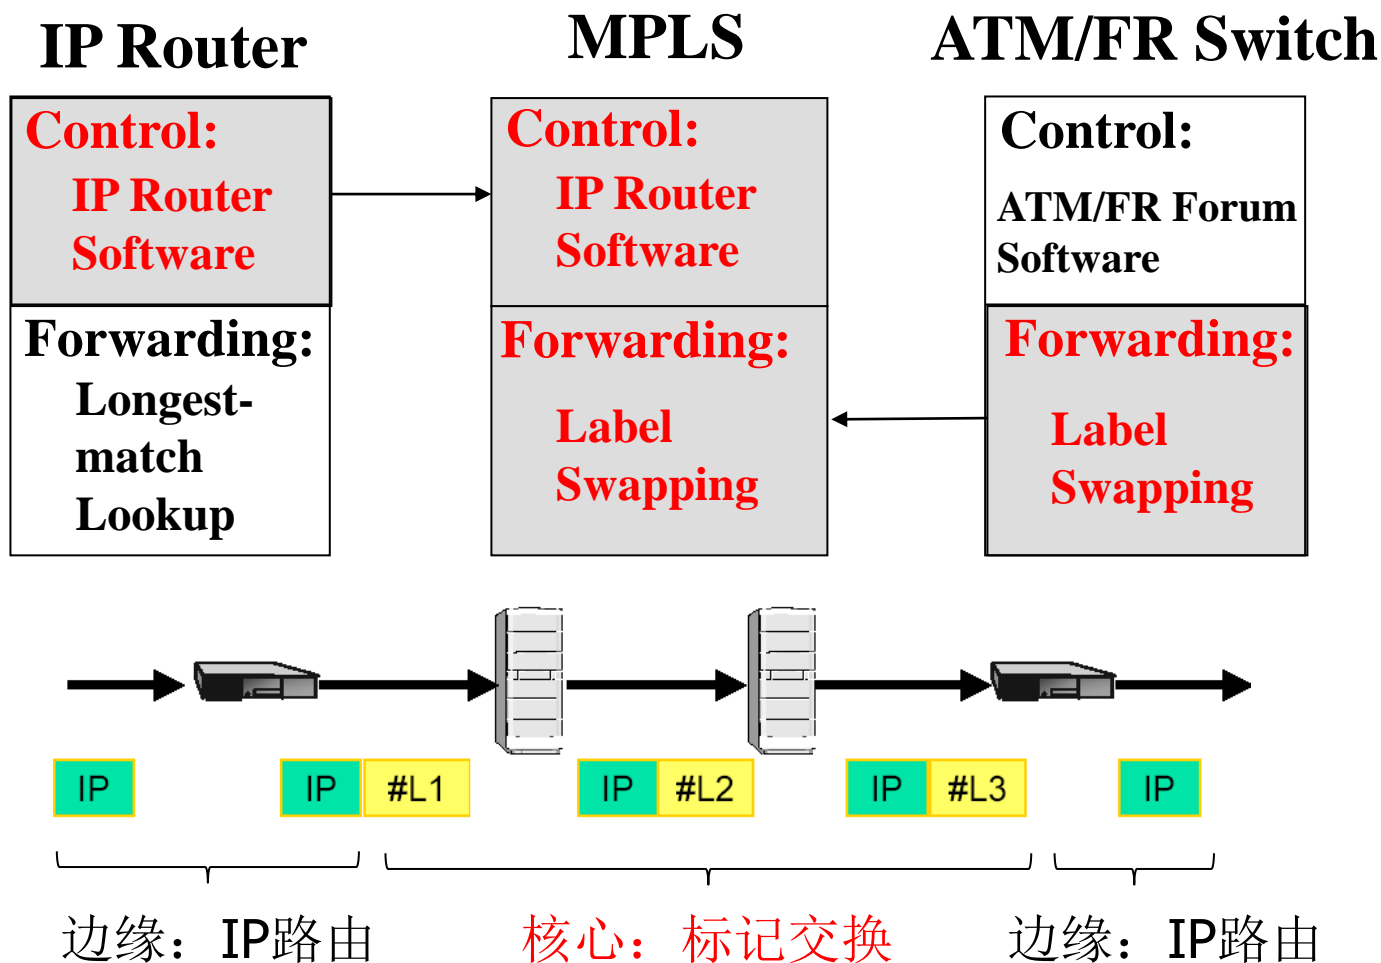 IP Router
MPLS
ATM/FR Switch
Control:
IP Router
Software
Forwarding:
Longest-
match
Lookup
Control:
IP Router
Software
Forwarding:
Label
Swapping
Control:
ATM/FR Forum
Software
Forwarding:
Label
Swapping
IP
IP #L1
IP #L2
IP #L3
IP
边�：IP路由
核心：标记交换
边缘：IP路由